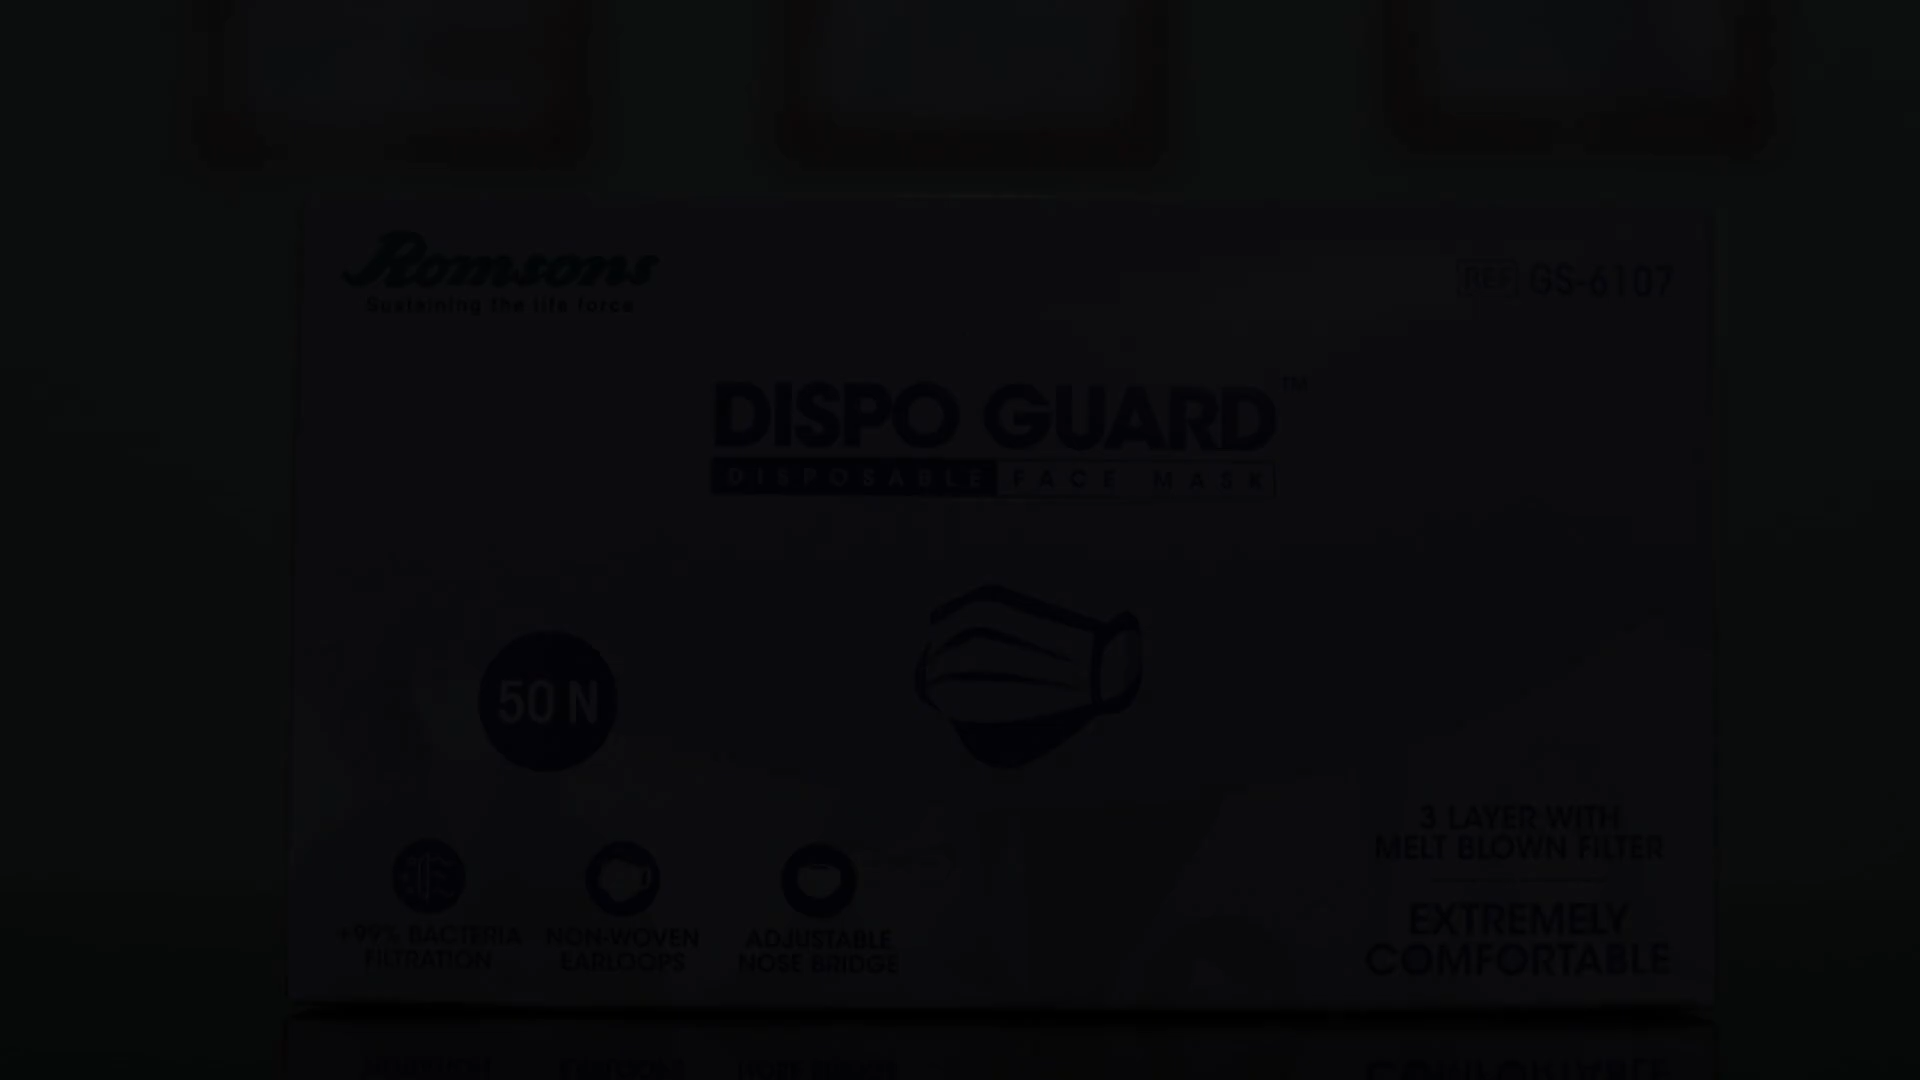 Romsons
Sustaining the life force
REF GS-6107
DISPO GUARD™
DISPOSABLE FACE MASK
50 N
+99% BACTERIA
FILTRATION
NON-WOVEN
EARLOOPS
ADJUSTABLE
NOSE BRIDGE
3 LAYER WITH
MELT BLOWN FILTER
EXTREMELY
COMFORTABLE